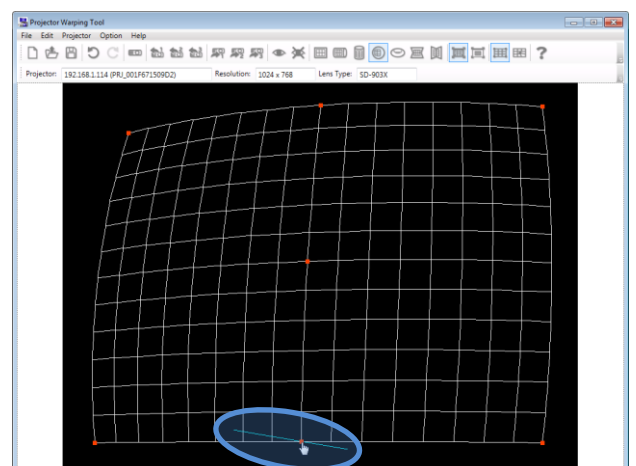 Projector Warping Tool
File Edit Projector Option Help
Projector: 192.168.1.114 (PRJ_001F671509D2) Resolution: 1024 x 768 Lens Type: SD-903X